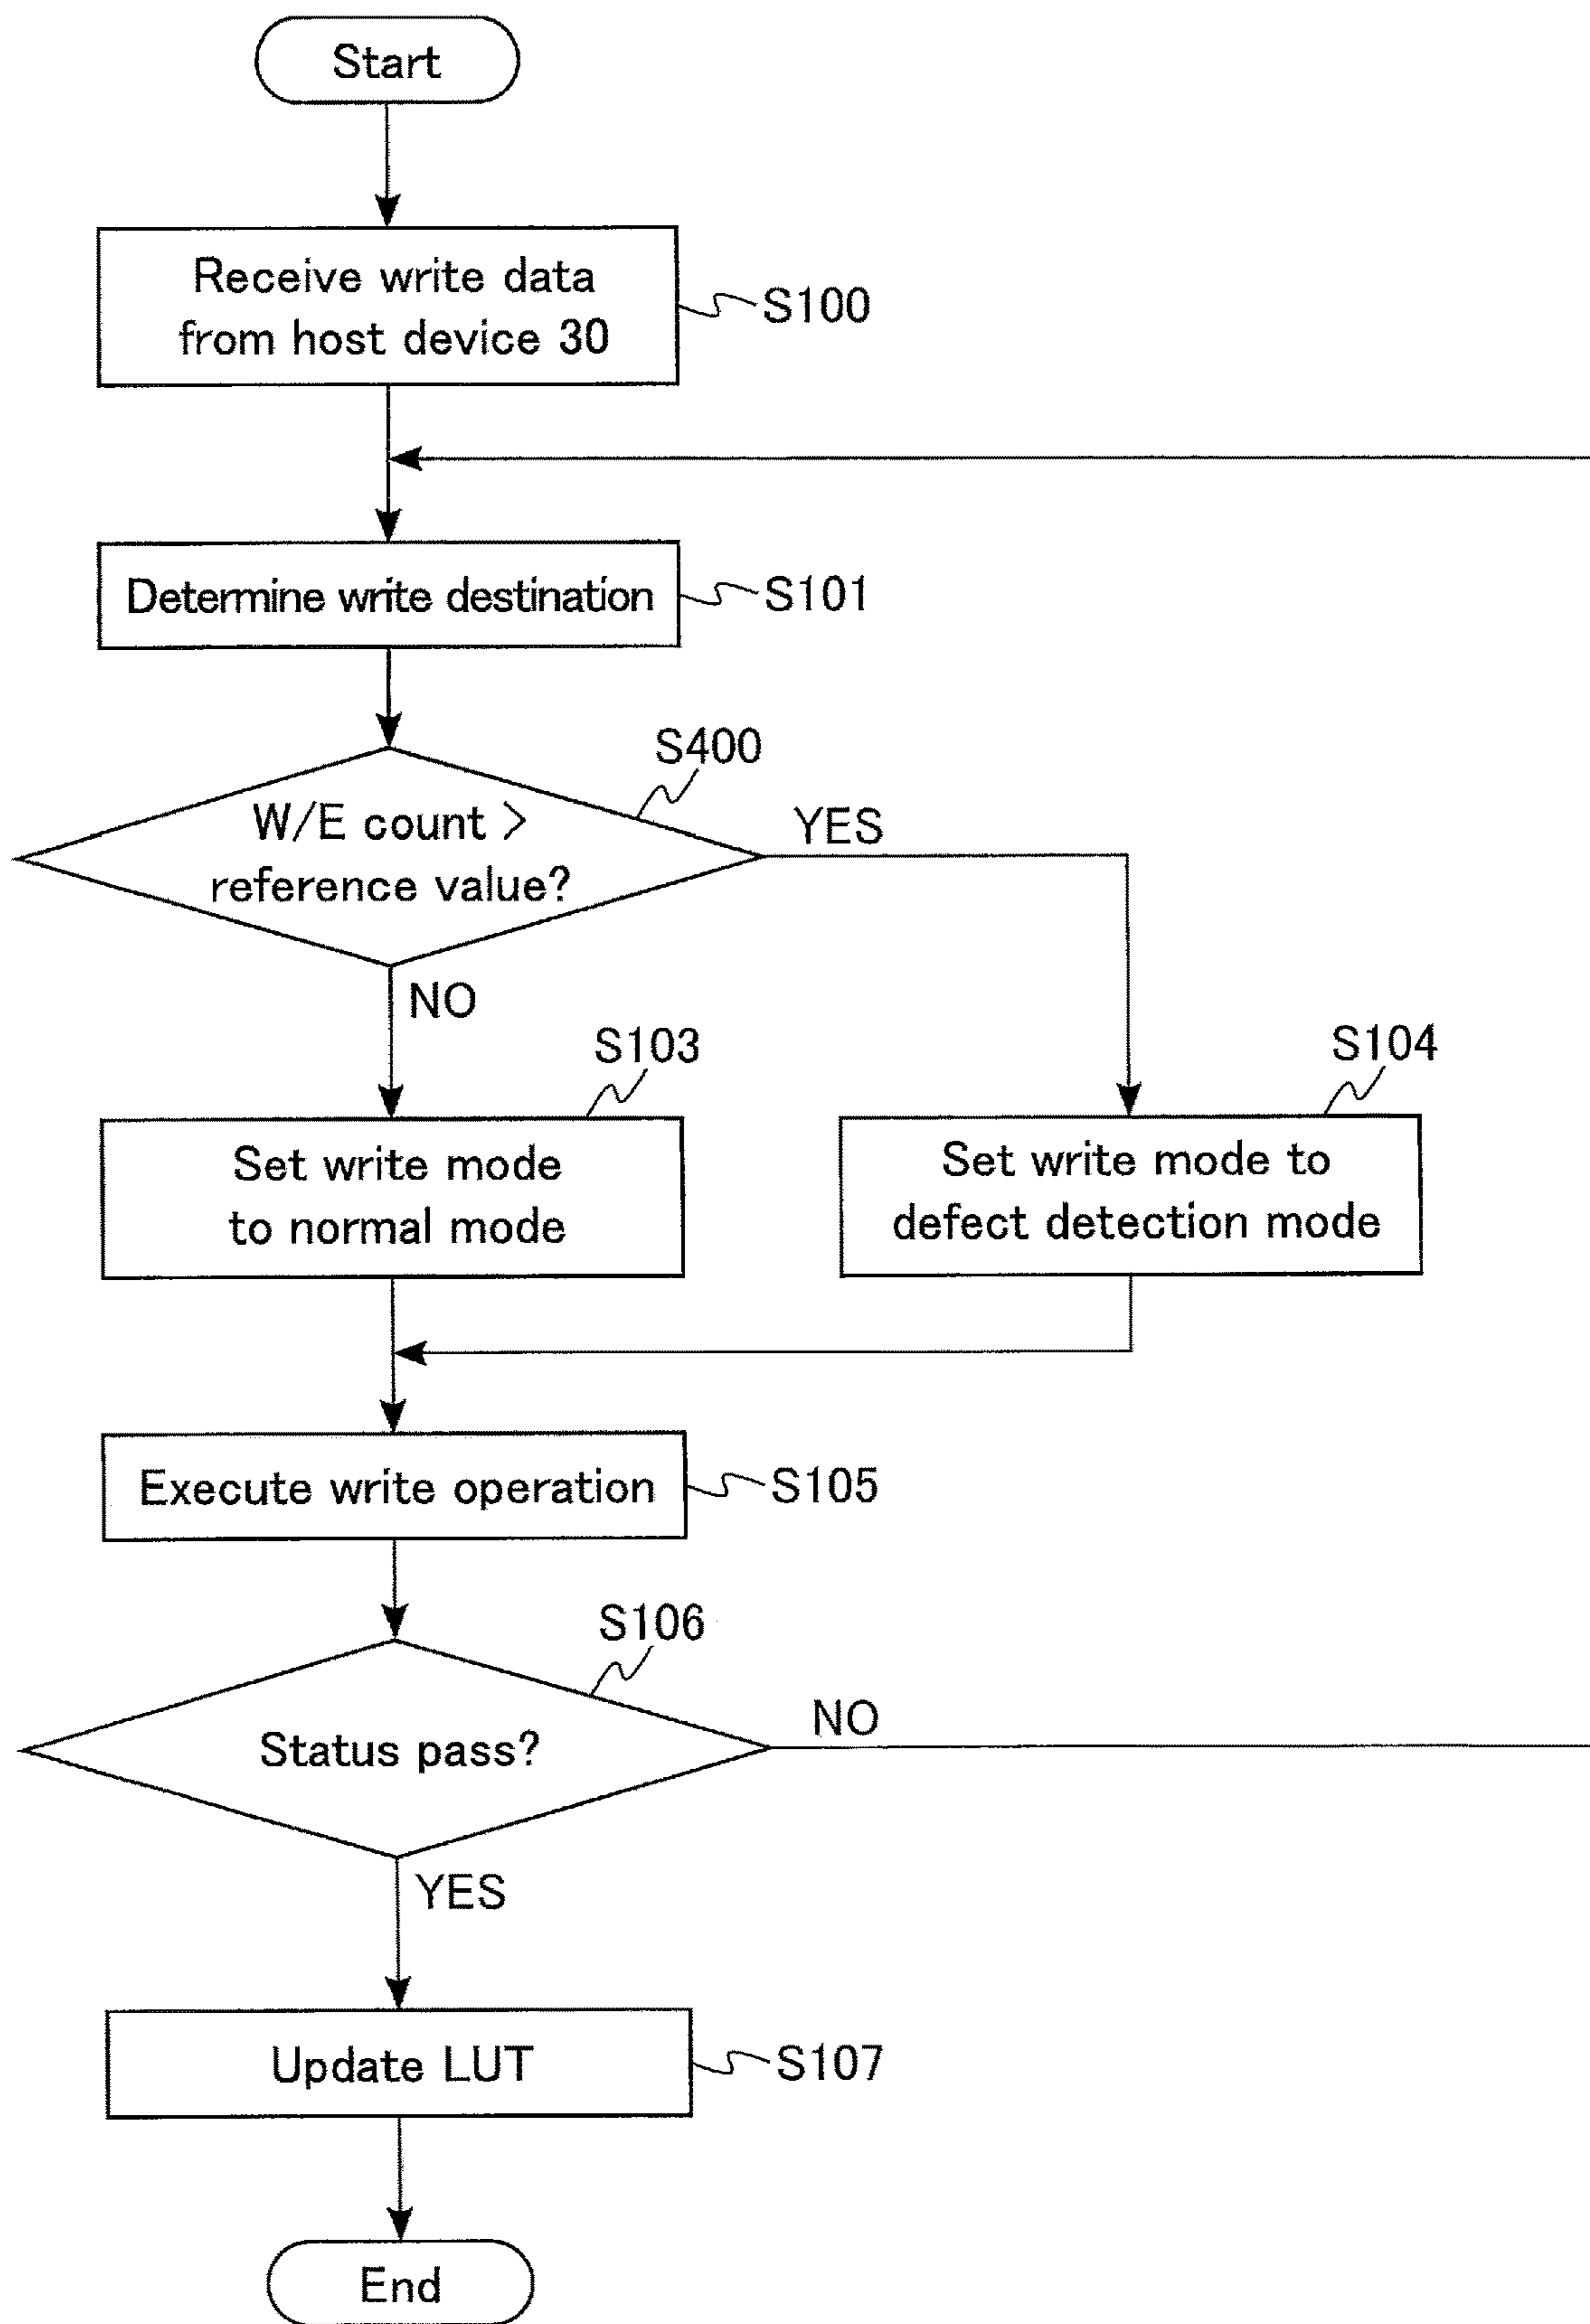 Start
Receive write data
from host device 30
S100
Determine write destination
S101
S400
W/E count >
reference value?
YES
NO
S103
S104
Set write mode
to normal mode
Set write mode to
defect detection mode
Execute write operation
S105
S106
Status pass?
NO
YES
Update LUT
S107
End